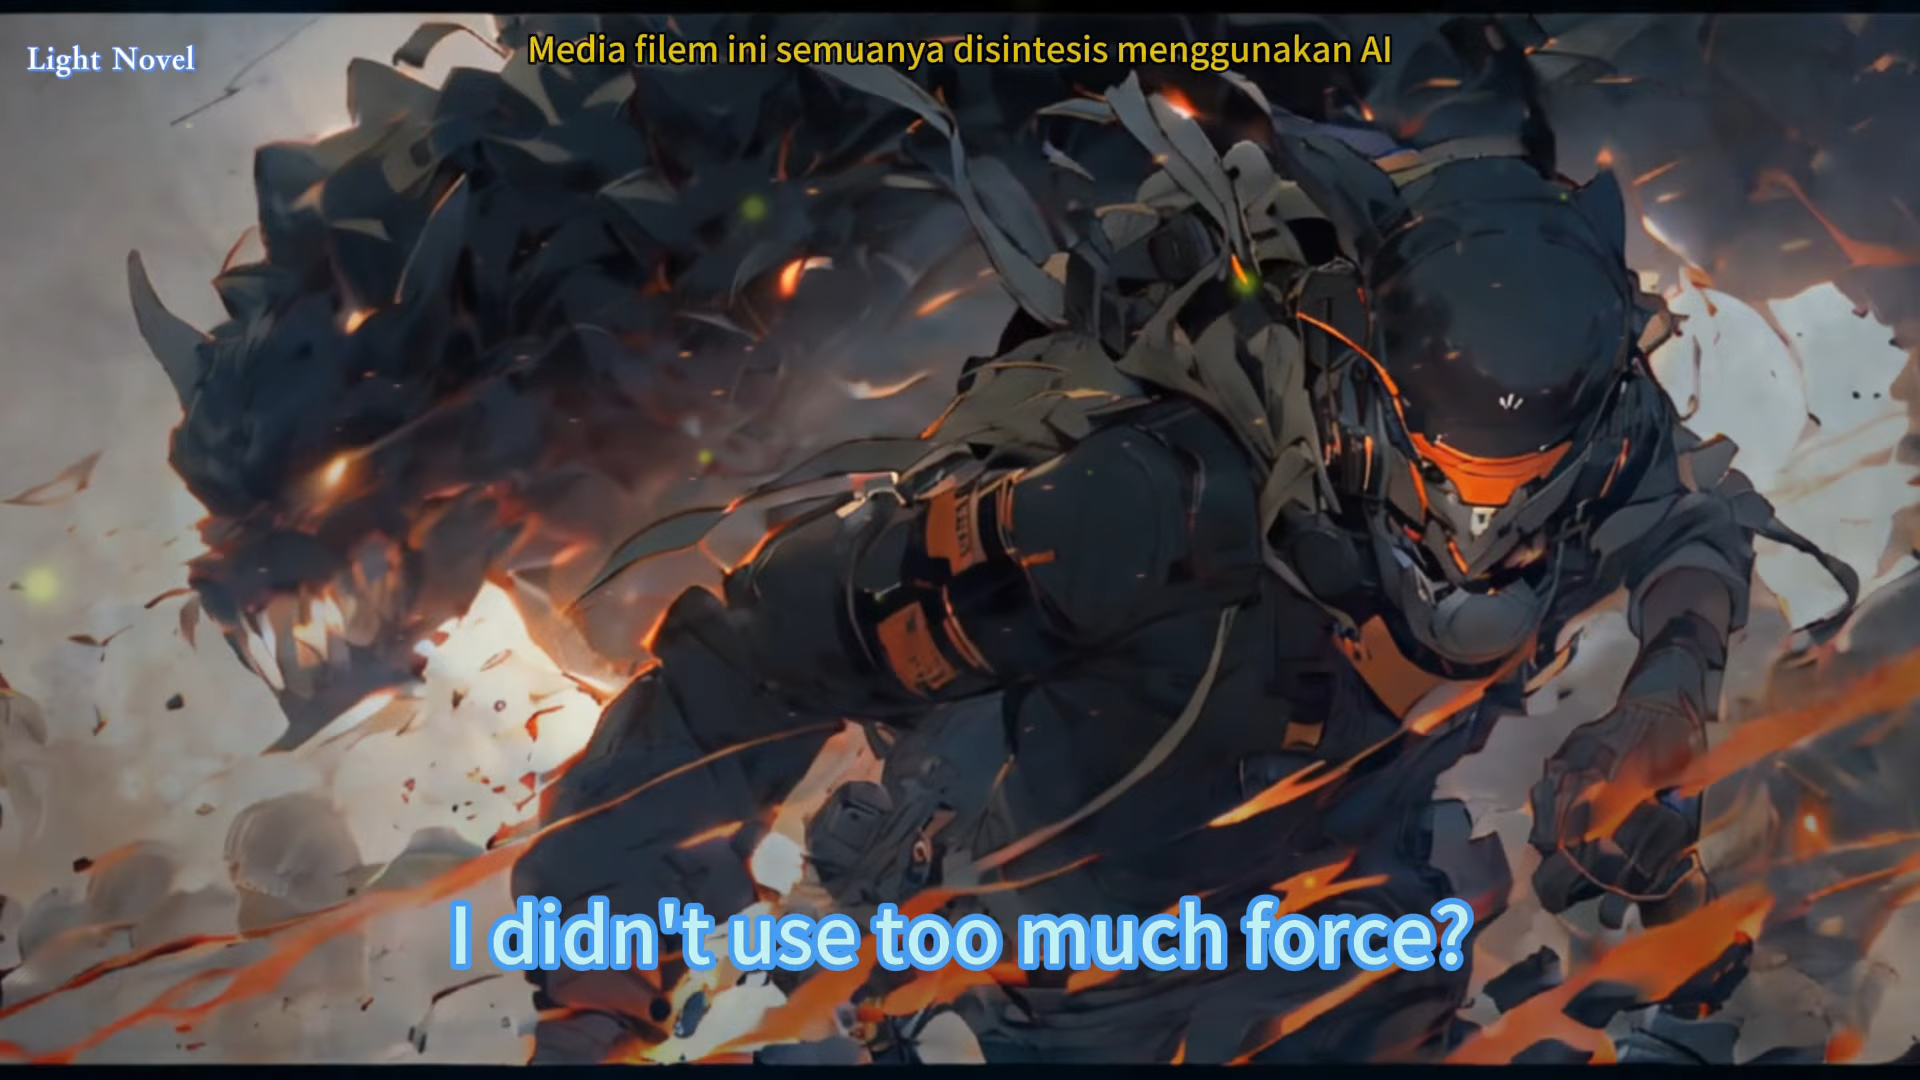 Light Novel
Media filem ini semuanya disintesis menggunakan AI
I didn't use too much force?